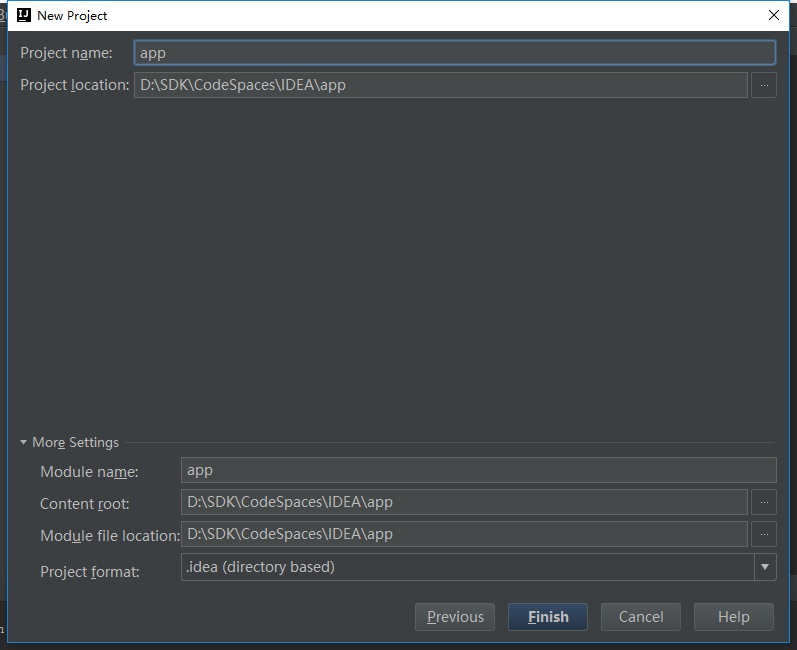 IJ New Project
Project name: app
Project location: D:\SDK\CodeSpaces\IDEA\app ...
More Settings
Module name: app
Content root: D:\SDK\CodeSpaces\IDEA\app ...
Module file location: D:\SDK\CodeSpaces\IDEA\app ...
Project format: .idea (directory based)
Previous Finish Cancel Help